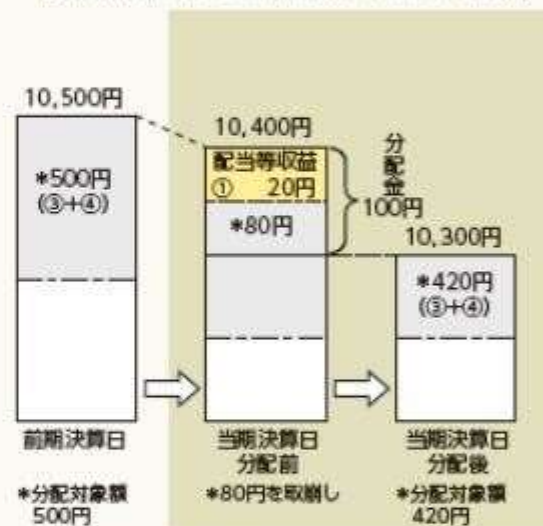 10,500円
*500円
(③+④)
10,400円
配当等収益
① 20円
*80円
分配金
100円
10,300円
*420円
(③+④)
前期決算日
当期決算日
分配前
当期決算日
分配後
*分配対象額
500円
*80円を取崩し
*分配対象額
420円